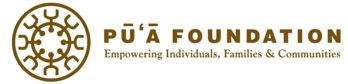 PŪʻĀ FOUNDATION
Empowering Individuals, Families & Communities